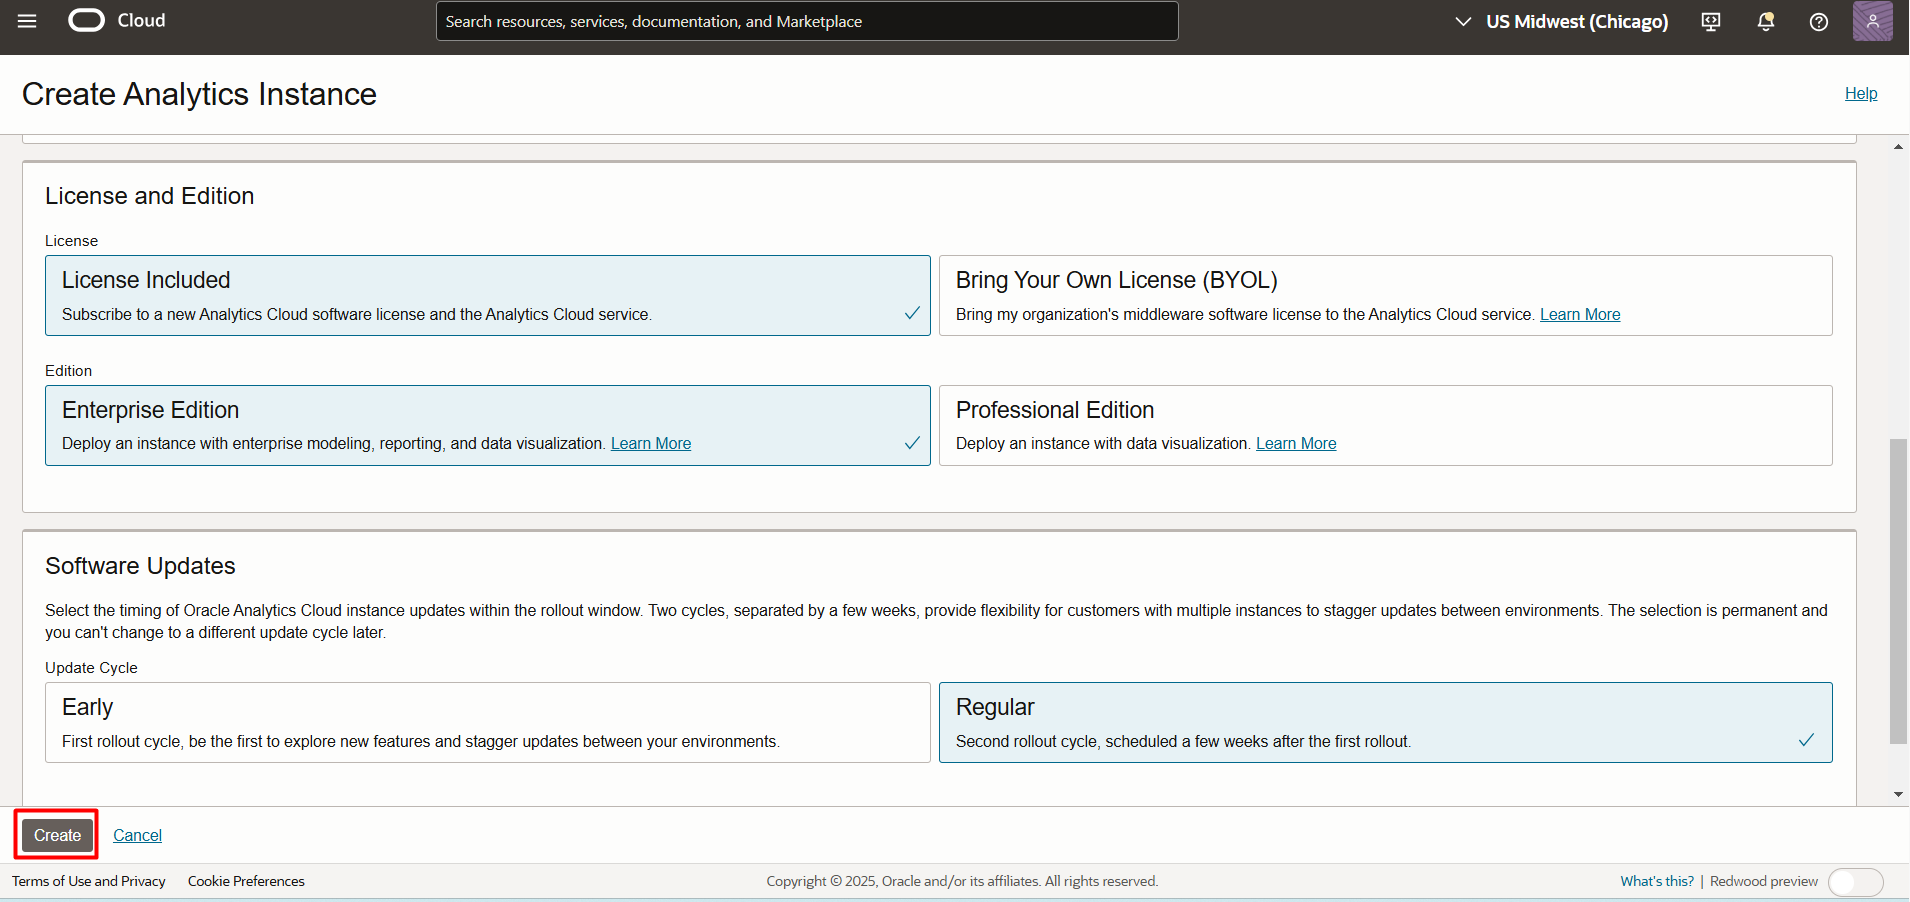 Cloud
Search resources, services, documentation, and Marketplace
US Midwest (Chicago)
Create Analytics Instance
Help
License and Edition
License
License Included
Subscribe to a new Analytics Cloud software license and the Analytics Cloud service.
Bring Your Own License (BYOL)
Bring my organization's middleware software license to the Analytics Cloud service. Learn More
Edition
Enterprise Edition
Deploy an instance with enterprise modeling, reporting, and data visualization. Learn More
Professional Edition
Deploy an instance with data visualization. Learn More
Software Updates
Select the timing of Oracle Analytics Cloud instance updates within the rollout window. Two cycles, separated by a few weeks, provide flexibility for customers with multiple instances to stagger updates between environments. The selection is permanent and
you can't change to a different update cycle later.
Update Cycle
Early
First rollout cycle, be the first to explore new features and stagger updates between your environments.
Regular
Second rollout cycle, scheduled a few weeks after the first rollout.
Create
Cancel
Terms of Use and Privacy
Cookie Preferences
Copyright © 2025, Oracle and/or its affiliates. All rights reserved.
What's this? | Redwood preview